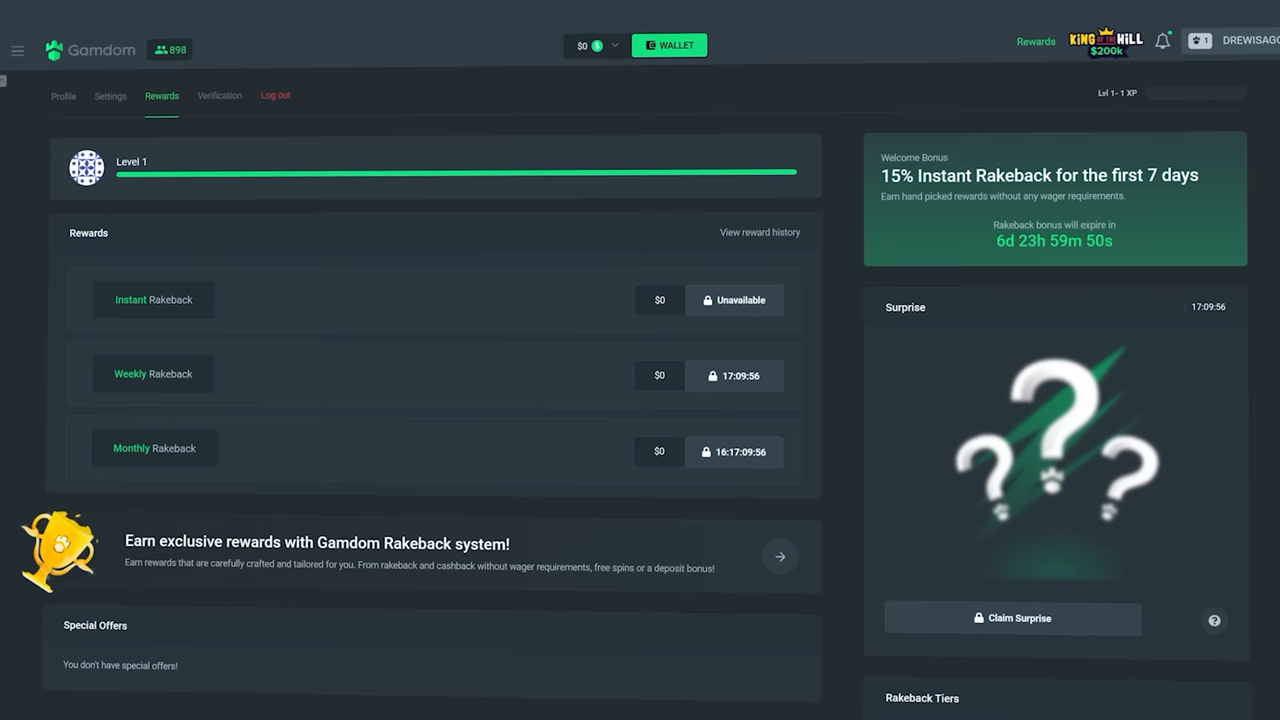 Gamdom
898
$0
WALLET
Rewards
KING OF THE HILL
$200k
1
DREWISAGO
Profile
Settings
Rewards
Verification
Log out
Lvl 1- 1 XP
Level 1
Rewards
View reward history
Instant Rakeback
$0
Unavailable
Weekly Rakeback
$0
17:09:56
Monthly Rakeback
$0
16:17:09:56
Earn exclusive rewards with Gamdom Rakeback system!
Earn rewards that are carefully crafted and tailored for you. From rakeback and cashback without wager requirements, free spins or a deposit bonus!
Special Offers
You don't have special offers!
Welcome Bonus
15% Instant Rakeback for the first 7 days
Earn hand picked rewards without any wager requirements.
Rakeback bonus will expire in
6d 23h 59m 50s
Surprise
17:09:56
Claim Surprise
Rakeback Tiers